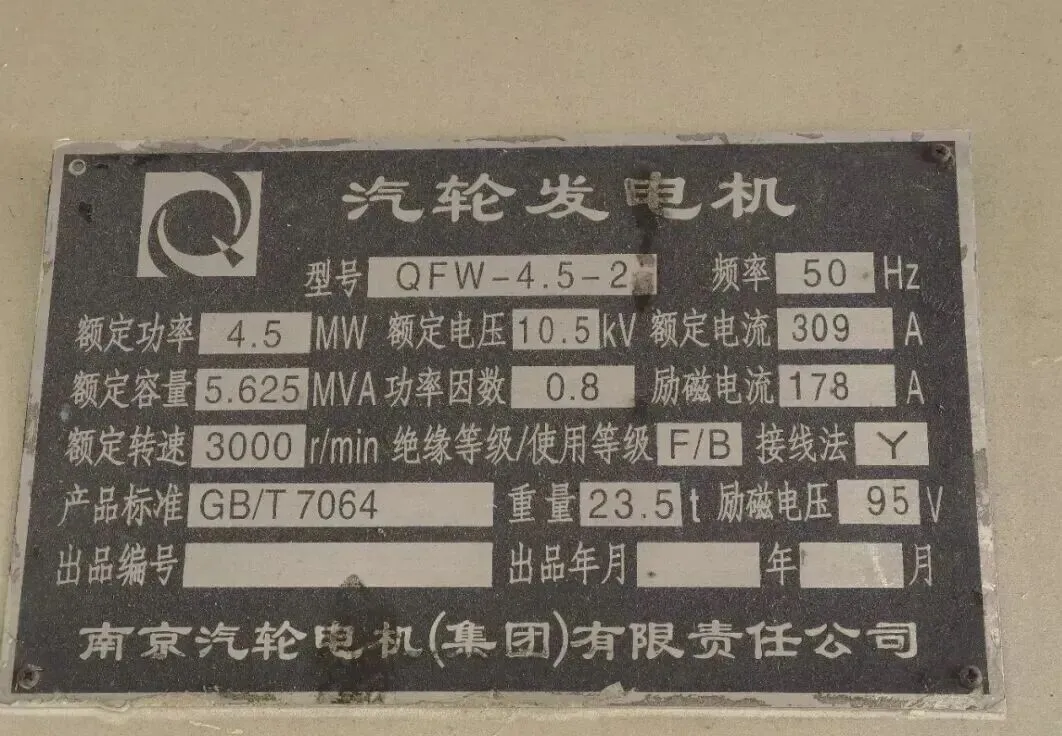 汽轮发电机
型号 QFW-4.5-2 频率 50 Hz
额定功率 4.5 MW 额定电压 10.5 kV 额定电流 309 A
额定容量 5.625 MVA 功率因数 0.8 励磁电流 178 A
额定转速 3000 r/min 绝缘等级/使用等级 F/B 接线法 Y
产品标准 GB/T 7064 重量 23.5 t 励磁电压 95 V
出品编号 出品年月 年 月
南京汽轮电机(集团)有限责任公司